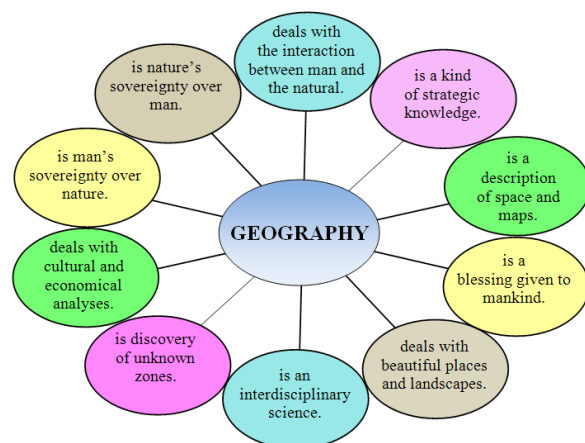 deals with
the interaction
between man and
the natural.
is a kind
of strategic
knowledge.
is a
description
of space and
maps.
is a
blessing given to
mankind.
deals with
beautiful places
and landscapes.
is an
interdisciplinary
science.
is discovery
of unknown
zones.
deals with
cultural and
economical
analyses.
is man's
sovereignty over
nature.
is nature's
sovereignty over
man.
GEOGRAPHY